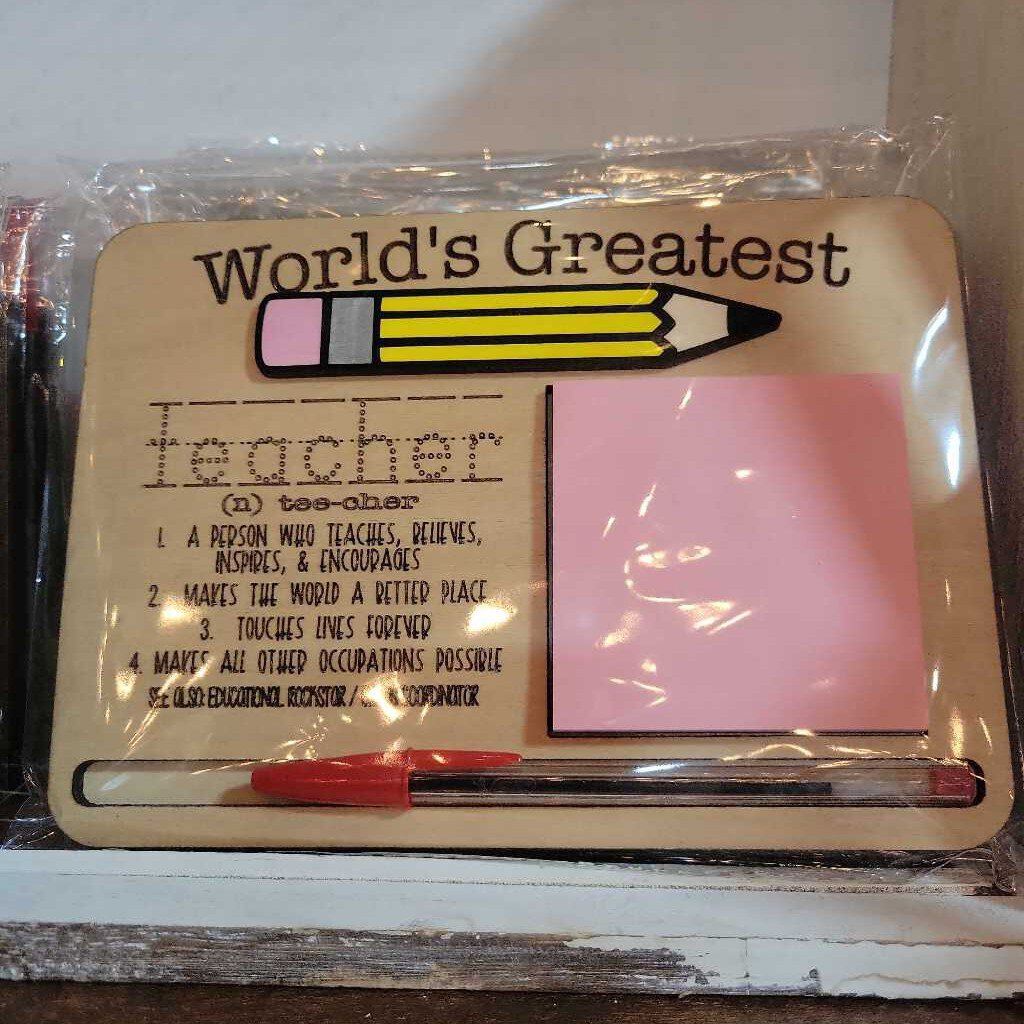 World's Greatest
teacher
(n) tee-cher
1. A PERSON WHO TEACHES, BELIEVES,
INSPIRES, & ENCOURAGES
2. MAKES THE WORLD A BETTER PLACE
3. TOUCHES LIVES FOREVER
4. MAKES ALL OTHER OCCUPATIONS POSSIBLE
SEE ALSO: EDUCATIONAL ROCKSTAR / COORDINATOR